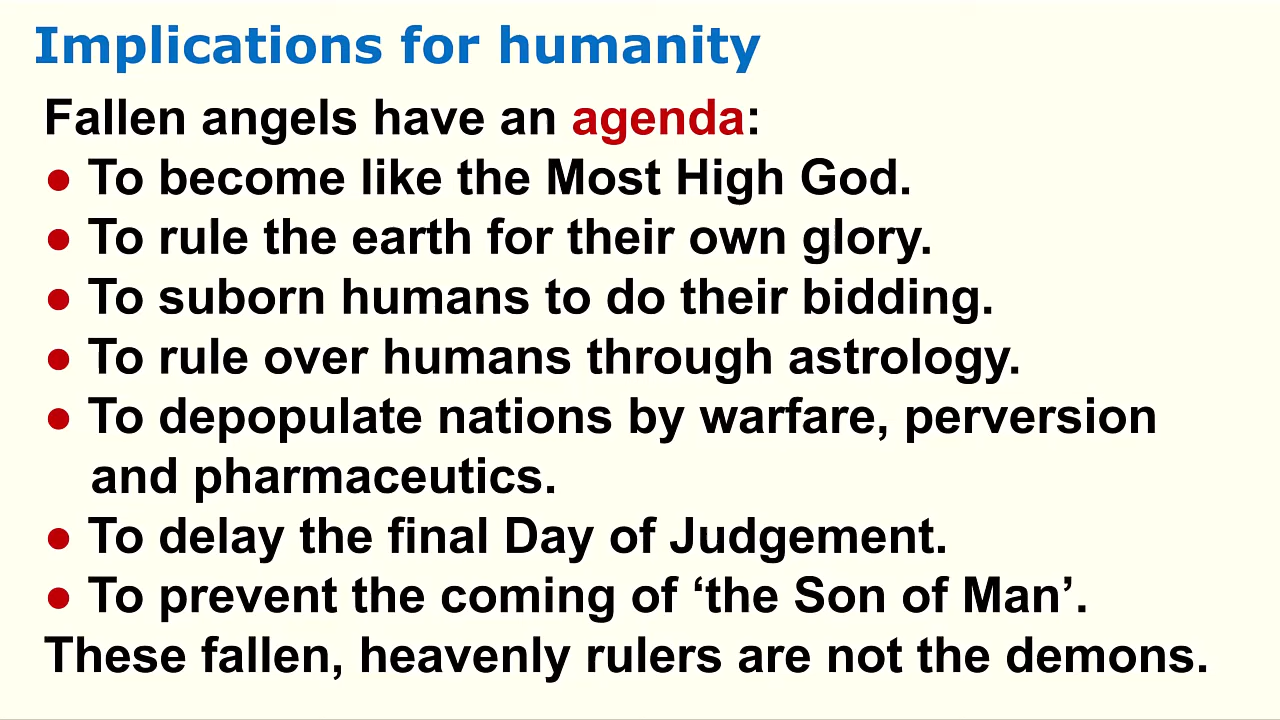 Implications for humanity
Fallen angels have an agenda:
● To become like the Most High God.
● To rule the earth for their own glory.
● To suborn humans to do their bidding.
● To rule over humans through astrology.
● To depopulate nations by warfare, perversion
and pharmaceutics.
● To delay the final Day of Judgement.
● To prevent the coming of ‘the Son of Man’.
These fallen, heavenly rulers are not the demons.